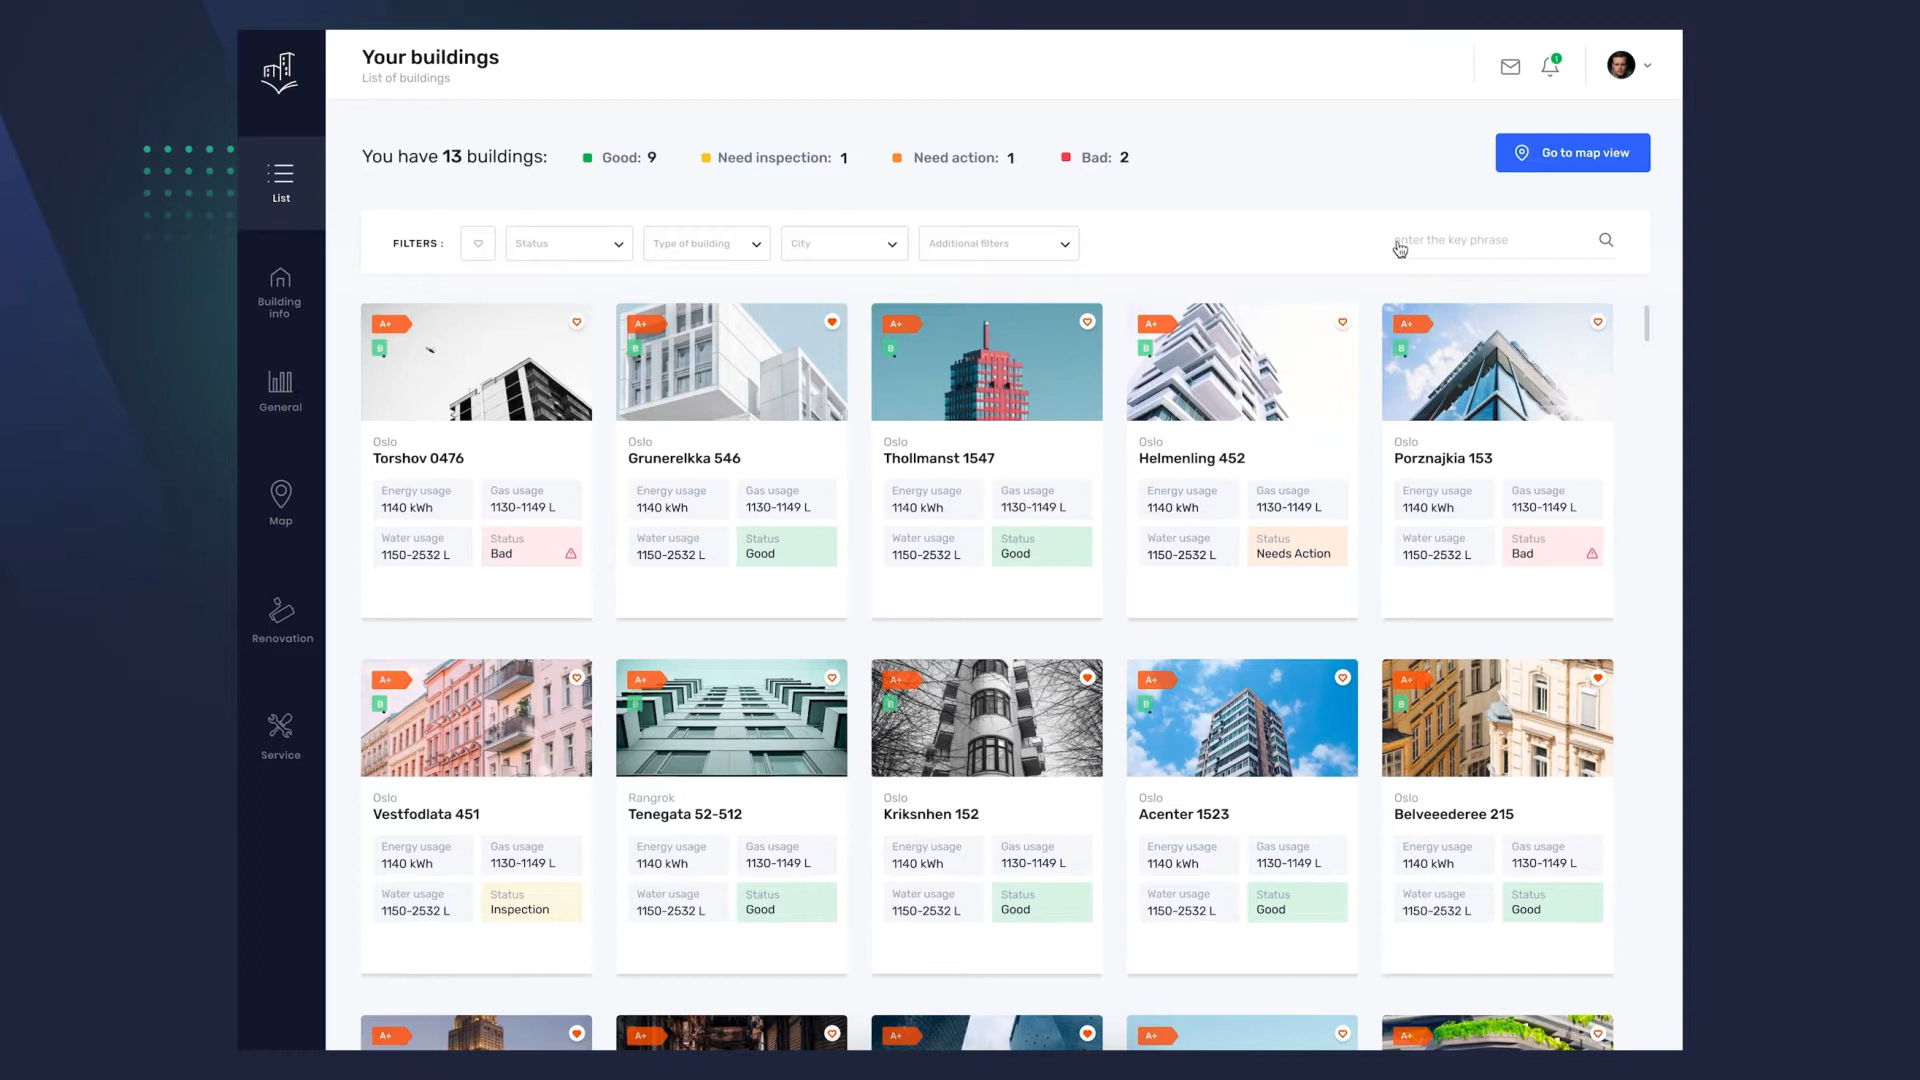 Your buildings
List of buildings
1
You have 13 buildings:
Good: 9
Need inspection: 1
Need action: 1
Bad: 2
Go to map view
List
Building
info
General
Map
Renovation
Service
FILTERS :
Status
Type of building
City
Additional filters
enter the key phrase
A+
B
Oslo
Torshov 0476
Energy usage
1140 kWh
Gas usage
1130-1149 L
Water usage
1150-2532 L
Status
Bad
A+
B
Oslo
Grunerelkka 546
Energy usage
1140 kWh
Gas usage
1130-1149 L
Water usage
1150-2532 L
Status
Good
A+
B
Oslo
Thollmanst 1547
Energy usage
1140 kWh
Gas usage
1130-1149 L
Water usage
1150-2532 L
Status
Good
A+
B
Oslo
Helmenling 452
Energy usage
1140 kWh
Gas usage
1130-1149 L
Water usage
1150-2532 L
Status
Needs Action
A+
B
Oslo
Porznajkia 153
Energy usage
1140 kWh
Gas usage
1130-1149 L
Water usage
1150-2532 L
Status
Bad
A+
B
Oslo
Vestfodlata 451
Energy usage
1140 kWh
Gas usage
1130-1149 L
Water usage
1150-2532 L
Status
Inspection
A+
B
Rangrok
Tenegata 52-512
Energy usage
1140 kWh
Gas usage
1130-1149 L
Water usage
1150-2532 L
Status
Good
A+
B
Oslo
Kriksnhen 152
Energy usage
1140 kWh
Gas usage
1130-1149 L
Water usage
1150-2532 L
Status
Good
A+
B
Oslo
Acenter 1523
Energy usage
1140 kWh
Gas usage
1130-1149 L
Water usage
1150-2532 L
Status
Good
A+
B
Oslo
Belveeederee 215
Energy usage
1140 kWh
Gas usage
1130-1149 L
Water usage
1150-2532 L
Status
Good
A+
A+
A+
A+
A+